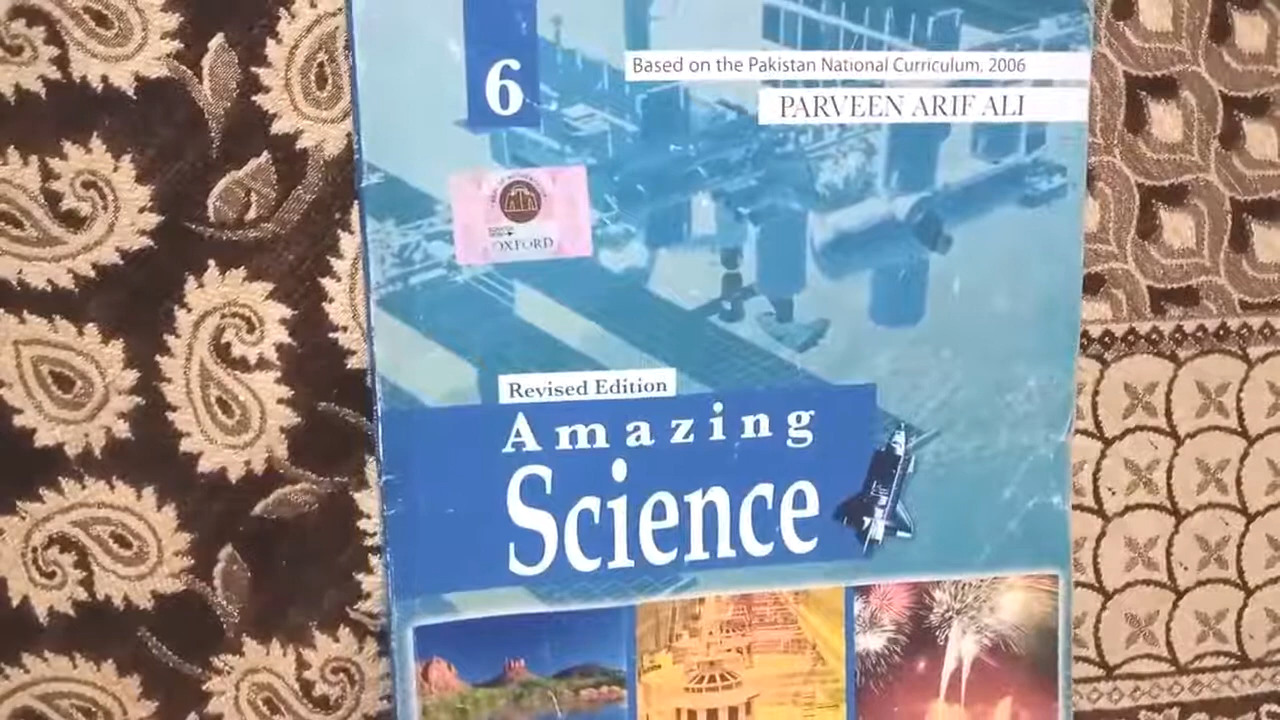 6
Based on the Pakistan National Curriculum, 2006
PARVEEN ARIF ALI
OXFORD
Revised Edition
Amazing
Science